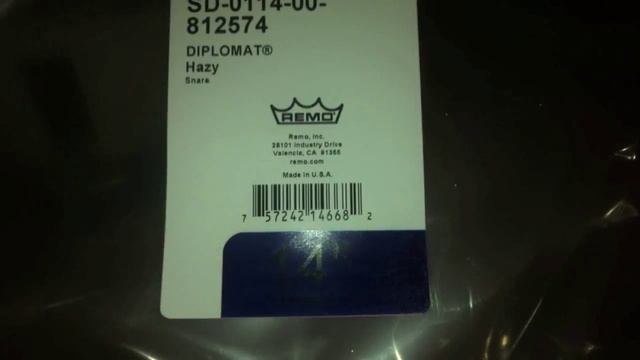 SD-0114-00-
812574
DIPLOMAT®
Hazy
Snare
REMO
Remo, Inc.
28101 Industry Drive
Valencia, CA 91355
remo.com
Made in U.S.A.
7 57242 14668 2
14"